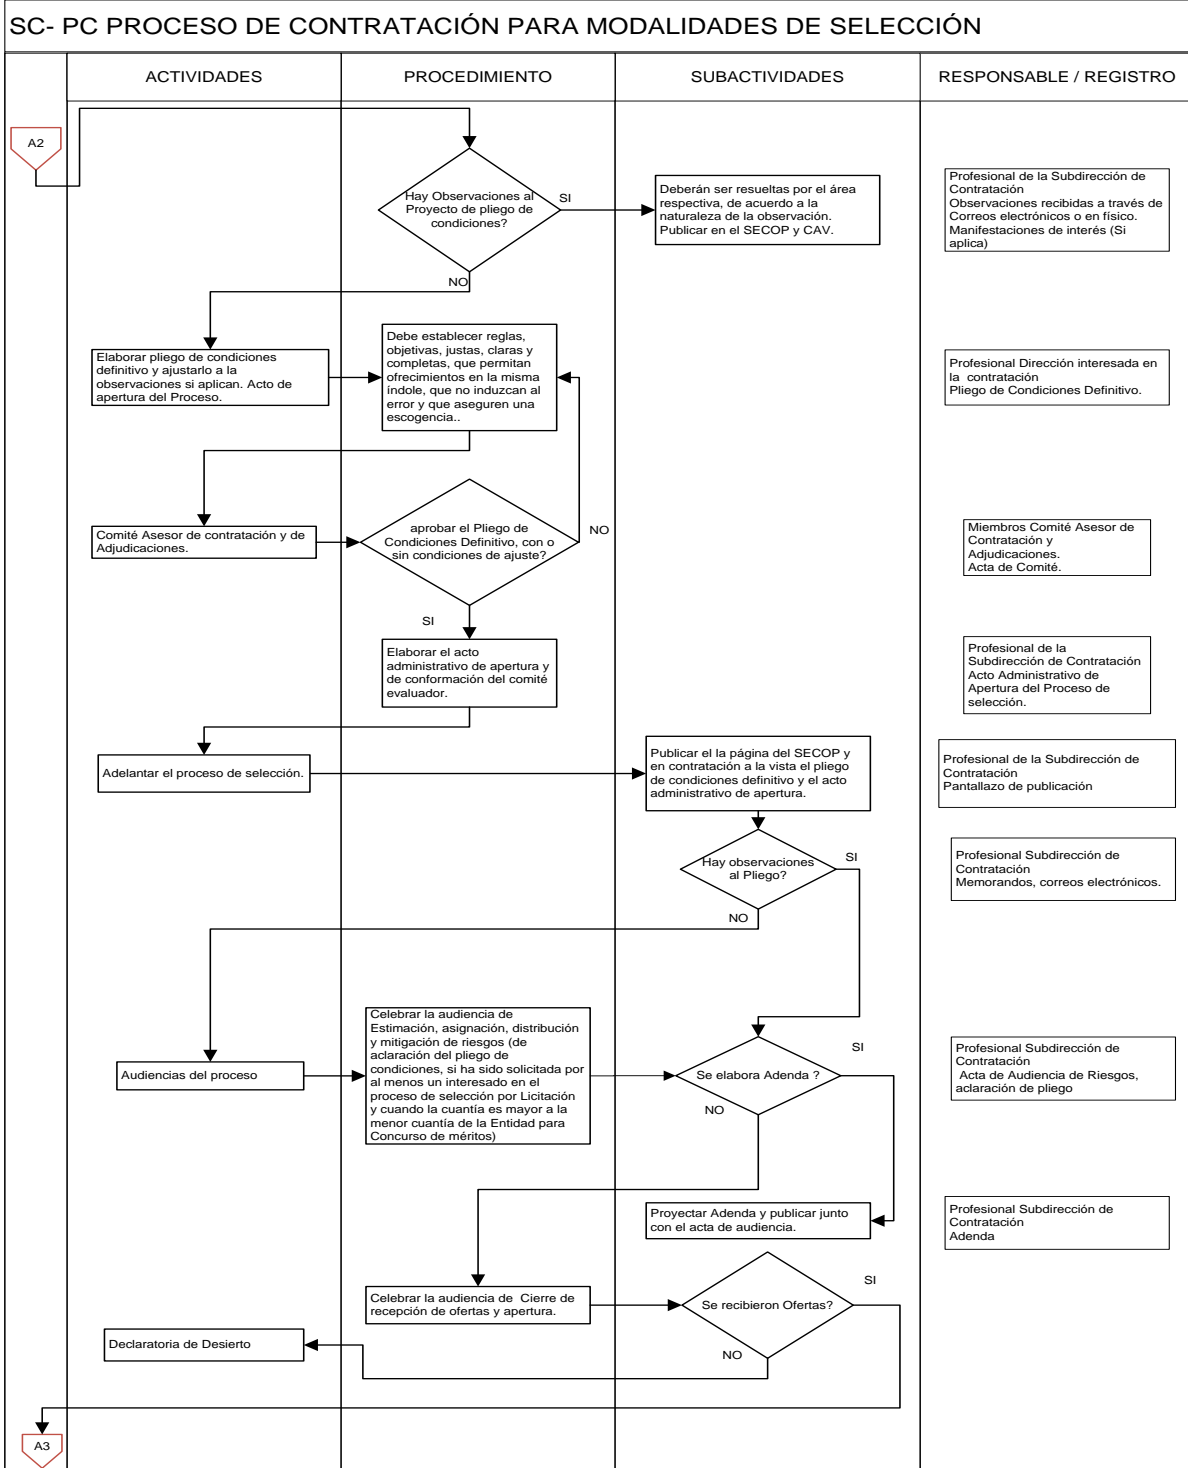 SC- PC PROCESO DE CONTRATACIÓN PARA MODALIDADES DE SELECCIÓN
ACTIVIDADES
PROCEDIMIENTO
SUBACTIVIDADES
RESPONSABLE / REGISTRO
A2
Hay Observaciones al
Proyecto de pliego de
condiciones?
SI
NO
Deberán ser resueltas por el área
respectiva, de acuerdo a la
naturaleza de la observación.
Publicar en el SECOP y CAV.
Profesional de la Subdirección de
Contratación
Observaciones recibidas a través de
Correos electrónicos o en físico.
Manifestaciones de interés (Si
aplica)
Elaborar pliego de condiciones
definitivo y ajustarlo a la
observaciones si aplican. Acto de
apertura del Proceso.
Debe establecer reglas,
objetivas, justas, claras y
completas, que permitan
ofrecimientos en la misma
índole, que no induzcan al
error y que aseguren una
escogencia..
Profesional Dirección interesada en
la  contratación
Pliego de Condiciones Definitivo.
Comité Asesor de contratación y de
Adjudicaciones.
aprobar el Pliego de
Condiciones Definitivo, con o
sin condiciones de ajuste?
NO
SI
Miembros Comité Asesor de
Contratación y
Adjudicaciones.
Acta de Comité.
Elaborar el acto
administrativo de apertura y
de conformación del comité
evaluador.
Profesional de la
Subdirección de Contratación
Acto Administrativo de
Apertura del Proceso de
selección.
Adelantar el proceso de selección.
Publicar el la página del SECOP y
en contratación a la vista el pliego
de condiciones definitivo y el acto
administrativo de apertura.
Profesional de la Subdirección de
Contratación
Pantallazo de publicación
Hay observaciones
al Pliego?
SI
NO
Profesional Subdirección de
Contratación
Memorandos, correos electrónicos.
Audiencias del proceso
Celebrar la audiencia de
Estimación, asignación, distribución
y mitigación de riesgos (de
aclaración del pliego de
condiciones, si ha sido solicitada por
al menos un interesado en el
proceso de selección por Licitación
y cuando la cuantía es mayor a la
menor cuantía de la Entidad para
Concurso de méritos)
Se elabora Adenda ?
SI
NO
Profesional Subdirección de
Contratación
Acta de Audiencia de Riesgos,
aclaración de pliego
Proyectar Adenda y publicar junto
con el acta de audiencia.
Profesional Subdirección de
Contratación
Adenda
Celebrar la audiencia de  Cierre de
recepción de ofertas y apertura.
Se recibieron Ofertas?
SI
NO
Declaratoria de Desierto
A3